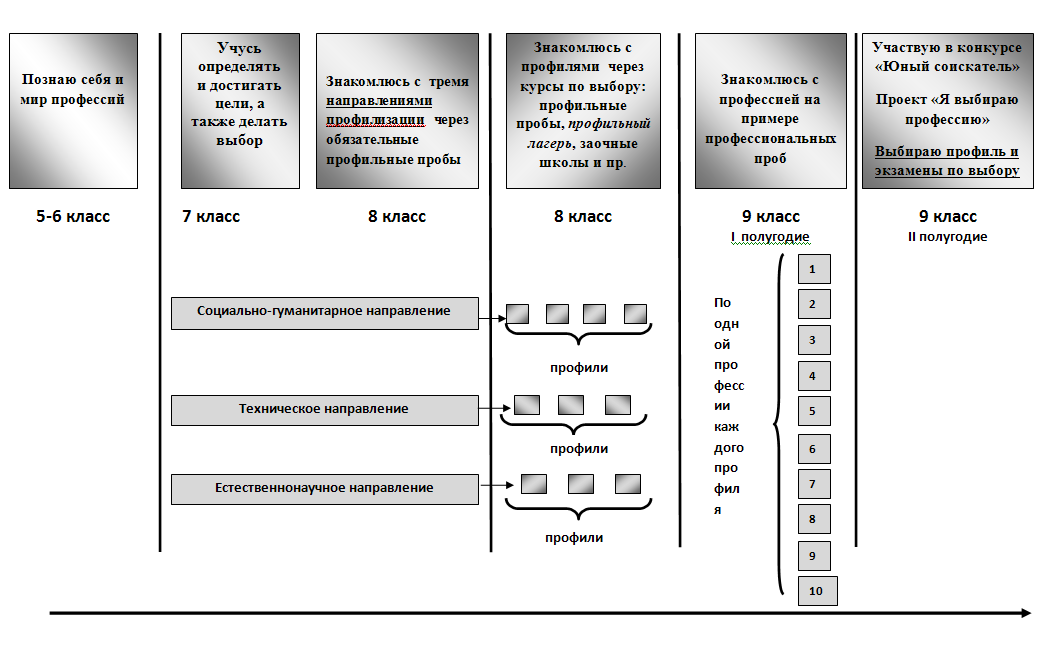 Познаю себя и
мир профессий
Учусь
определять
и достигать
цели, а
также делать
выбор
Знакомлюсь с тремя
направлениями
профилизации через
обязательные
профильные пробы
Знакомлюсь с
профилями через
курсы по выбору:
профильные
пробы, профильный
лагерь, заочные
школы и пр.
Знакомлюсь с
профессией на
примере
профессиональных
проб
Участвую в конкурсе
«Юный соискатель»
Проект «Я выбираю
профессию»
Выбираю профиль и
экзамены по выбору
5-6 класс
7 класс
8 класс
8 класс
9 класс
I полугодие
9 класс
II полугодие
Социально-гуманитарное направление
профили
Техническое направление
профили
Естественнонаучное направление
профили
По
одн
ой
про
фесс
ии
каж
дого
про
фил
я
1
2
3
4
5
6
7
8
9
10